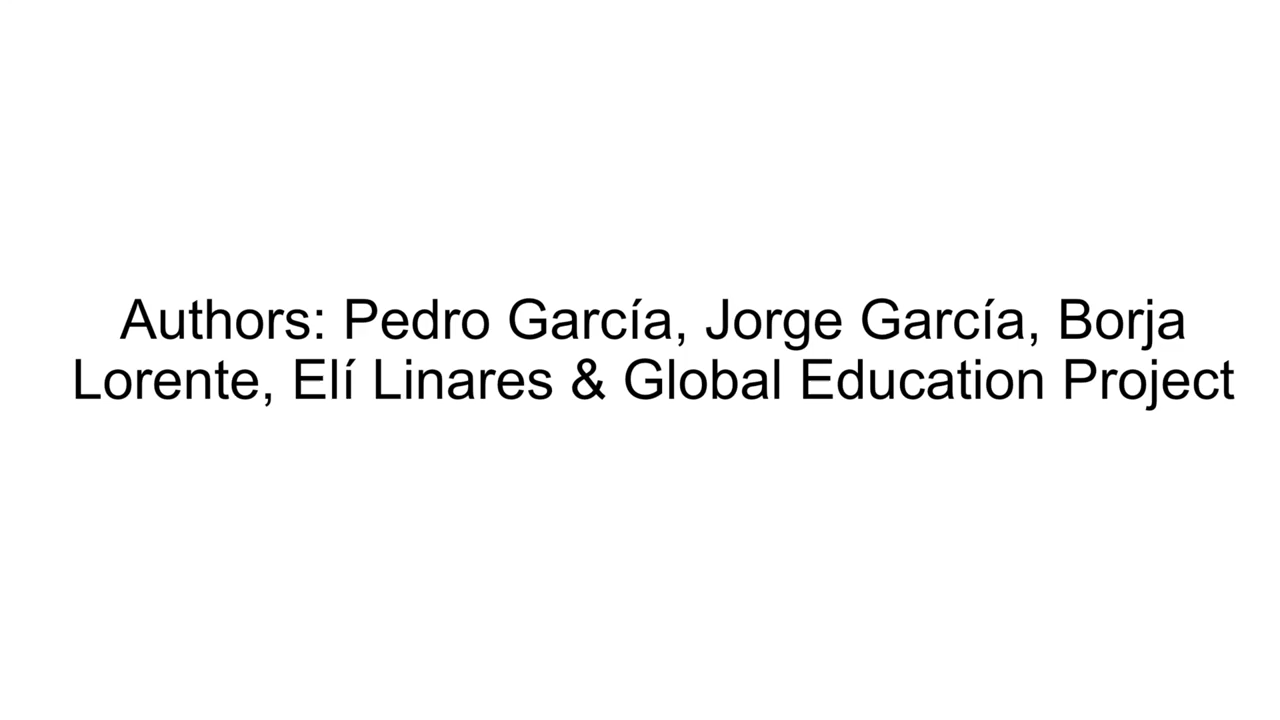 Authors: Pedro García, Jorge García, Borja
Lorente, Elí Linares & Global Education Project